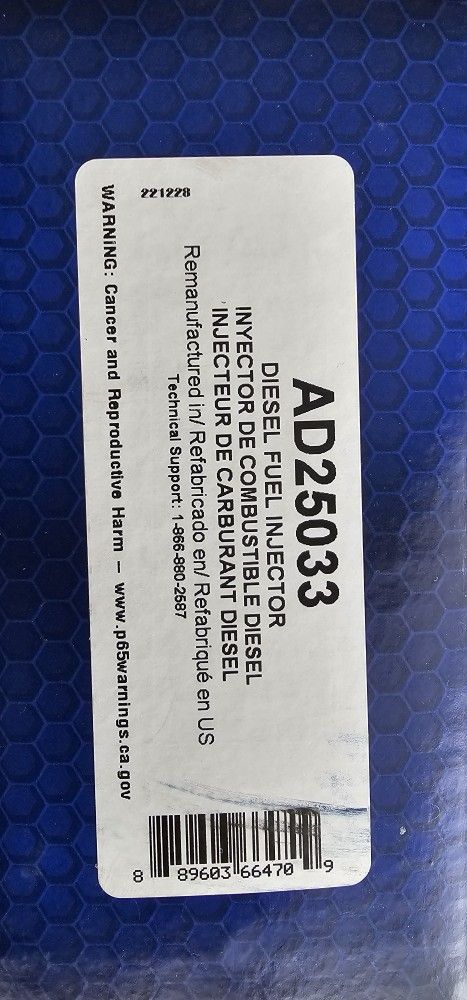 AD25033
DIESEL FUEL INJECTOR
INYECTOR DE COMBUSTIBLE DIESEL
INJECTEUR DE CARBURANT DIESEL
Remanufactured in/ Refabricado en/ Refabriqué en US
Technical Support: 1-866-880-2687
221228
WARNING: Cancer and Reproductive Harm – www.p65warnings.ca.gov
8 89603 66470 9